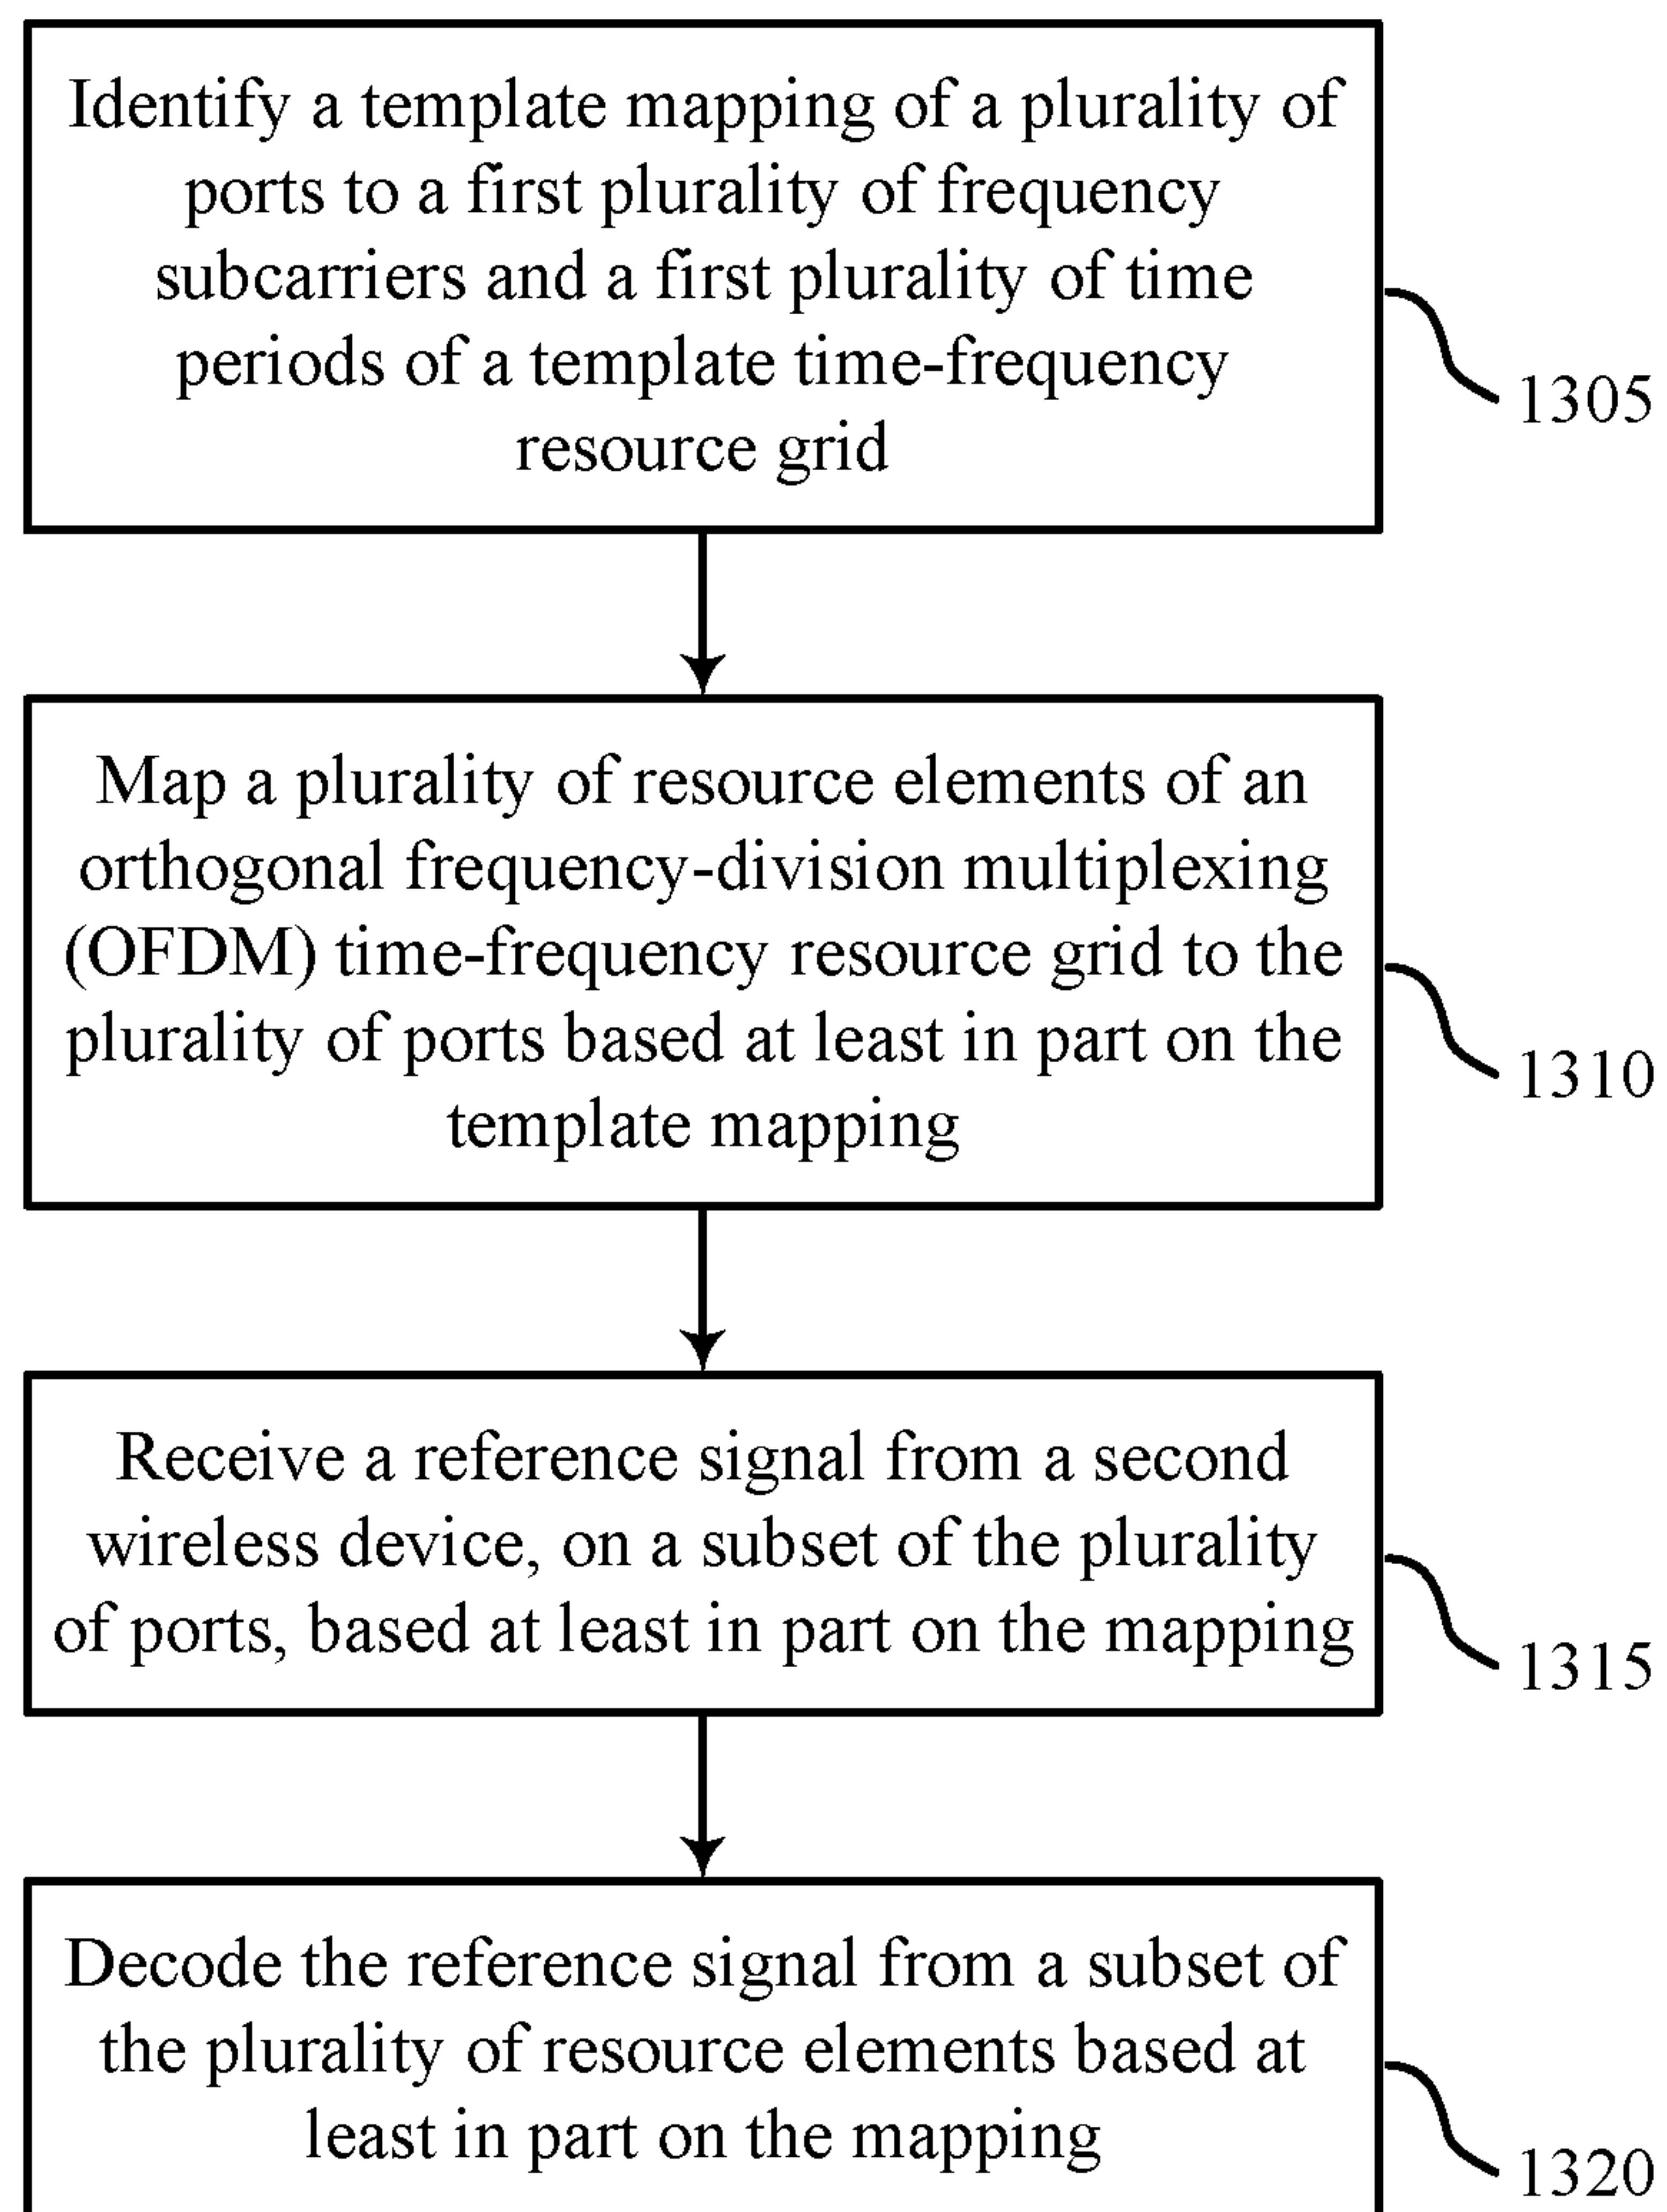 Identify a template mapping of a plurality of
ports to a first plurality of frequency
subcarriers and a first plurality of time
periods of a template time-frequency
resource grid
1305
Map a plurality of resource elements of an
orthogonal frequency-division multiplexing
(OFDM) time-frequency resource grid to the
plurality of ports based at least in part on the
template mapping
1310
Receive a reference signal from a second
wireless device, on a subset of the plurality
of ports, based at least in part on the mapping
1315
Decode the reference signal from a subset of
the plurality of resource elements based at
least in part on the mapping
1320